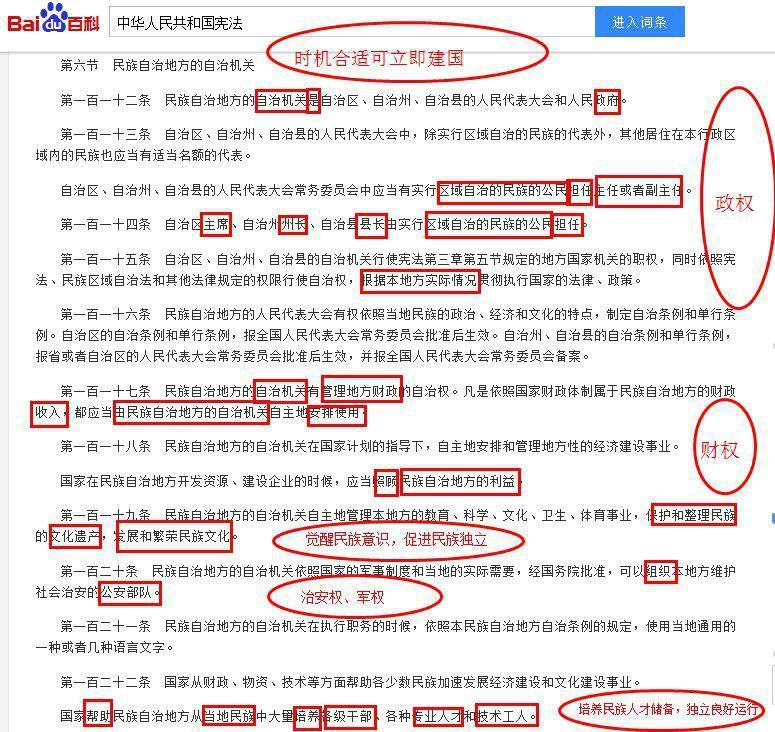 Baidu百科 中华人民共和国宪法 进入词条
时机合适可立即建国
第六节 民族自治地方的自治机关
第一百一十二条 民族自治地方的自治机关是自治区、自治州、自治县的人民代表大会和人民政府。
第一百一十三条 自治区、自治州、自治县的人民代表大会中，除实行区域自治的民族的代表外，其他居住在本行政区
域内的民族也应当有适当名额的代表。
自治区、自治州、自治县的人民代表大会常务委员会中应当有实行区域自治的民族的公民担任主任或者副主任。
政权
第一百一十四条 自治区主席、自治州州长、自治县县长由实行区域自治的民族的公民担任。
第一百一十五条 自治区、自治州、自治县的自治机关行使宪法第三章第五节规定的地方国家机关的职权，同时依照宪
法、民族区域自治法和其他法律规定的权限行使自治权，根据本地方实际情况贯彻执行国家的法律、政策。
第一百一十六条 民族自治地方的人民代表大会有权依照当地民族的政治、经济和文化的特点，制定自治条例和单行条
例。自治区的自治条例和单行条例，报全国人民代表大会常务委员会批准后生效。自治州、自治县的自治条例和单行条例，
报省或者自治区的人民代表大会常务委员会批准后生效，并报全国人民代表大会常务委员会备案。
第一百一十七条 民族自治地方的自治机关有管理地方财政的自治权。凡是依照国家财政体制属于民族自治地方的财政
收入，都应当由民族自治地方的自治机关自主地安排使用。
第一百一十八条 民族自治地方的自治机关在国家计划的指导下，自主地安排和管理地方性的经济建设事业。
财权
国家在民族自治地方开发资源、建设企业的时候，应当照顾民族自治地方的利益。
第一百一十九条 民族自治地方的自治机关自主地管理本地方的教育、科学、文化、卫生、体育事业，保护和整理民族
的文化遗产，发展和繁荣民族文化。
觉醒民族意识，促进民族独立
第一百二十条 民族自治地方的自治机关依照国家的军事制度和当地的实际需要，经国务院批准，可以组织本地方维护
社会治安的公安部队。
治安权、军权
第一百二十一条 民族自治地方的自治机关在执行职务的时候，依照本民族自治地方自治条例的规定，使用当地通用的
一种或者几种语言文字。
第一百二十二条 国家从财政、物资、技术等方面帮助各少数民族加速发展经济建设和文化建设事业。
国家帮助民族自治地方从当地民族中大量培养各级干部、各种专业人才和技术工人。
培养民族人才储备，独立良好运行